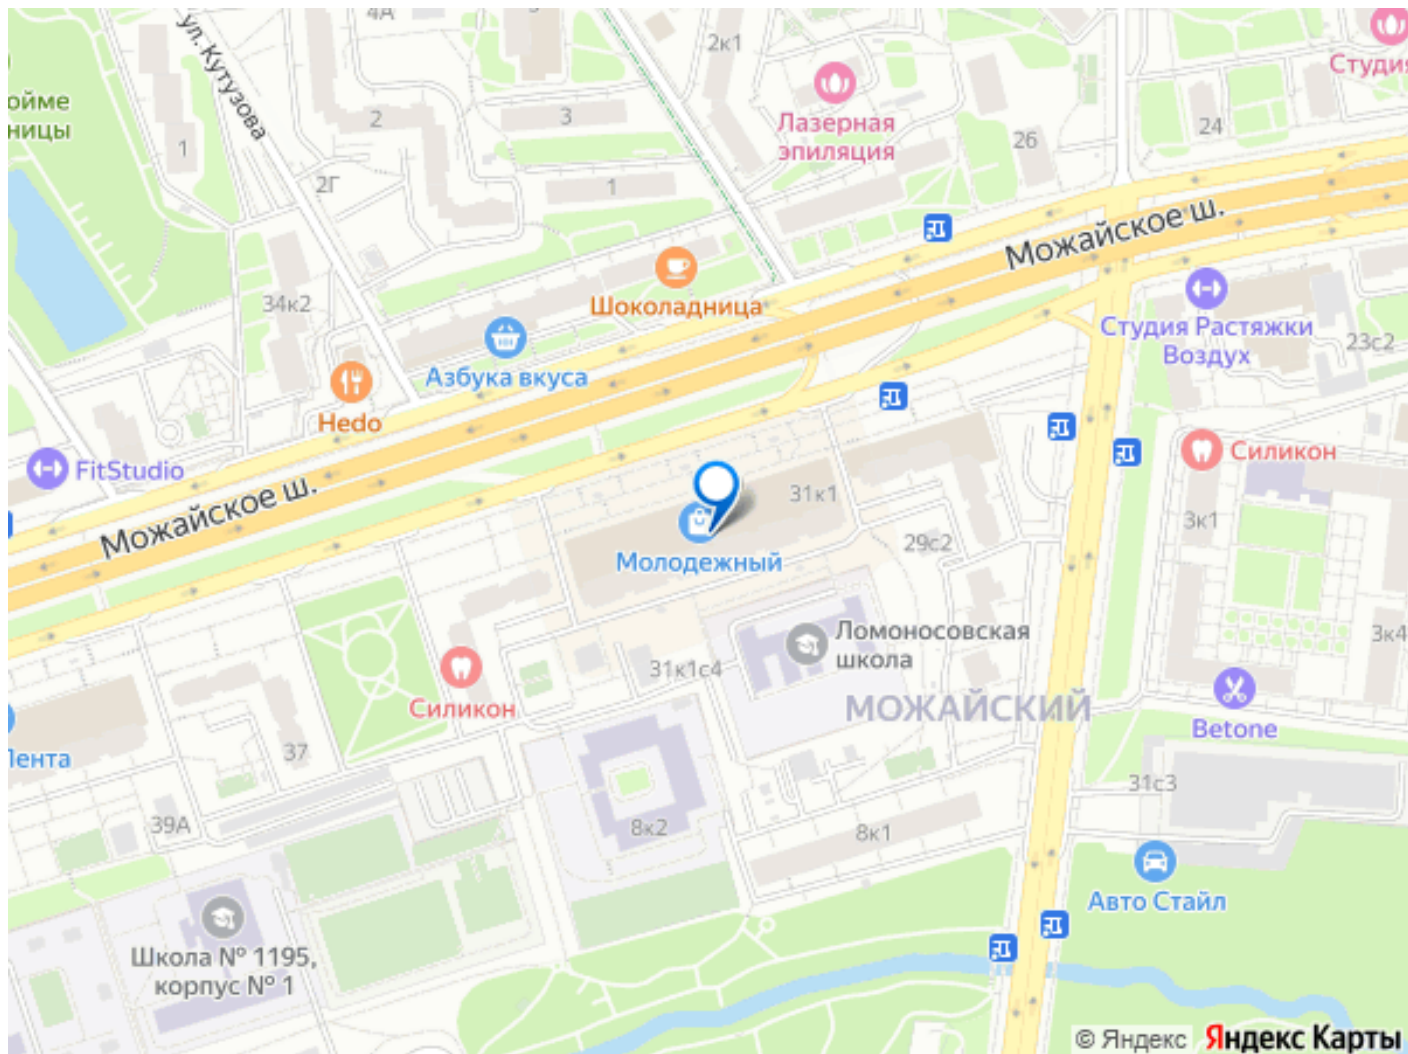 4А
2к1
Студия
ул. Кутузова
ойме
ницы
1
2
3
Лазерная
эпиляция
26
24
2Г
1
Можайское ш.
34к2
Шоколадница
Студия Растяжки
Воздух
23с2
Азбука вкуса
Hedo
FitStudio
Силикон
Можайское ш.
31к1
3к1
Молодежный
29с2
Ломоносовская
школа
3к4
31к1с4
Силикон
МОЖАЙСКИЙ
Betone
Лента
37
31с3
39А
8к2
8к1
Авто Стайл
Школа № 1195,
корпус № 1
© Яндекс Яндекс Карты